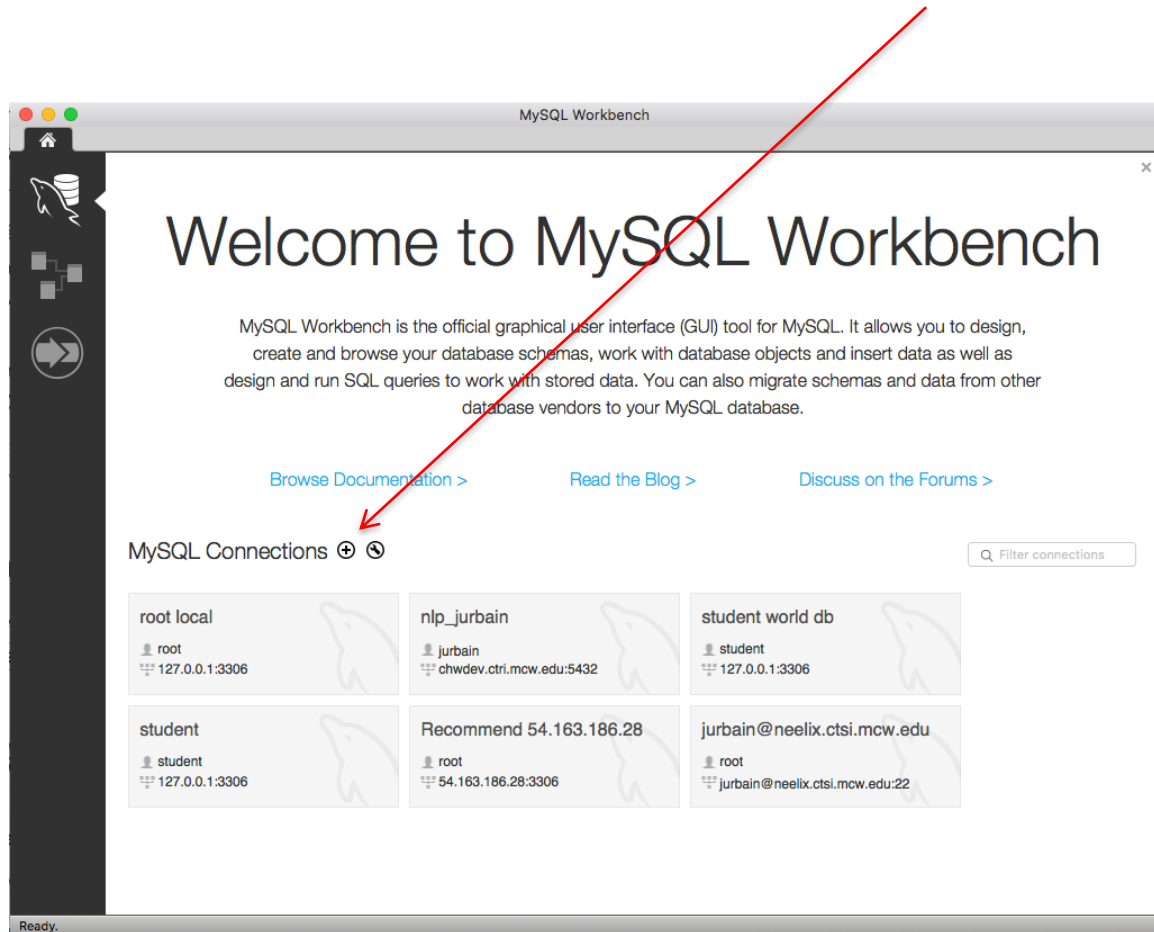 MySQL Workbench
Welcome to MySQL Workbench
MySQL Workbench is the official graphical user interface (GUI) tool for MySQL. It allows you to design,
create and browse your database schemas, work with database objects and insert data as well as
design and run SQL queries to work with stored data. You can also migrate schemas and data from other
database vendors to your MySQL database.
Browse Documentation > Read the Blog > Discuss on the Forums >
MySQL Connections
Filter connections
root local
root
127.0.0.1:3306
nlp_jurbain
jurbain
chwdev.ctri.mcw.edu:5432
student world db
student
127.0.0.1:3306
student
student
127.0.0.1:3306
Recommend 54.163.186.28
root
54.163.186.28:3306
jurbain@neelix.ctsi.mcw.edu
root
jurbain@neelix.ctsi.mcw.edu:22
Ready.